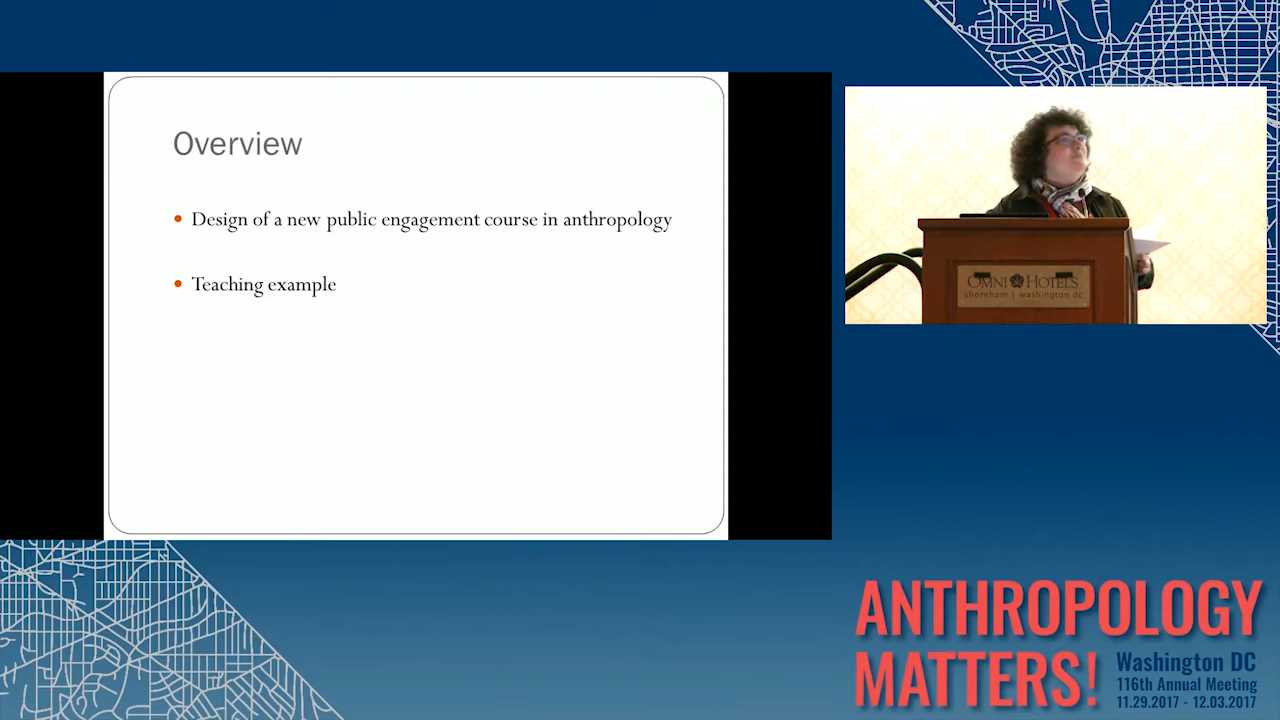 Overview
Design of a new public engagement course in anthropology
Teaching example
OMNI HOTELS
shoreham | washington dc
ANTHROPOLOGY
MATTERS!
Washington DC
116th Annual Meeting
11.29.2017 - 12.03.2017